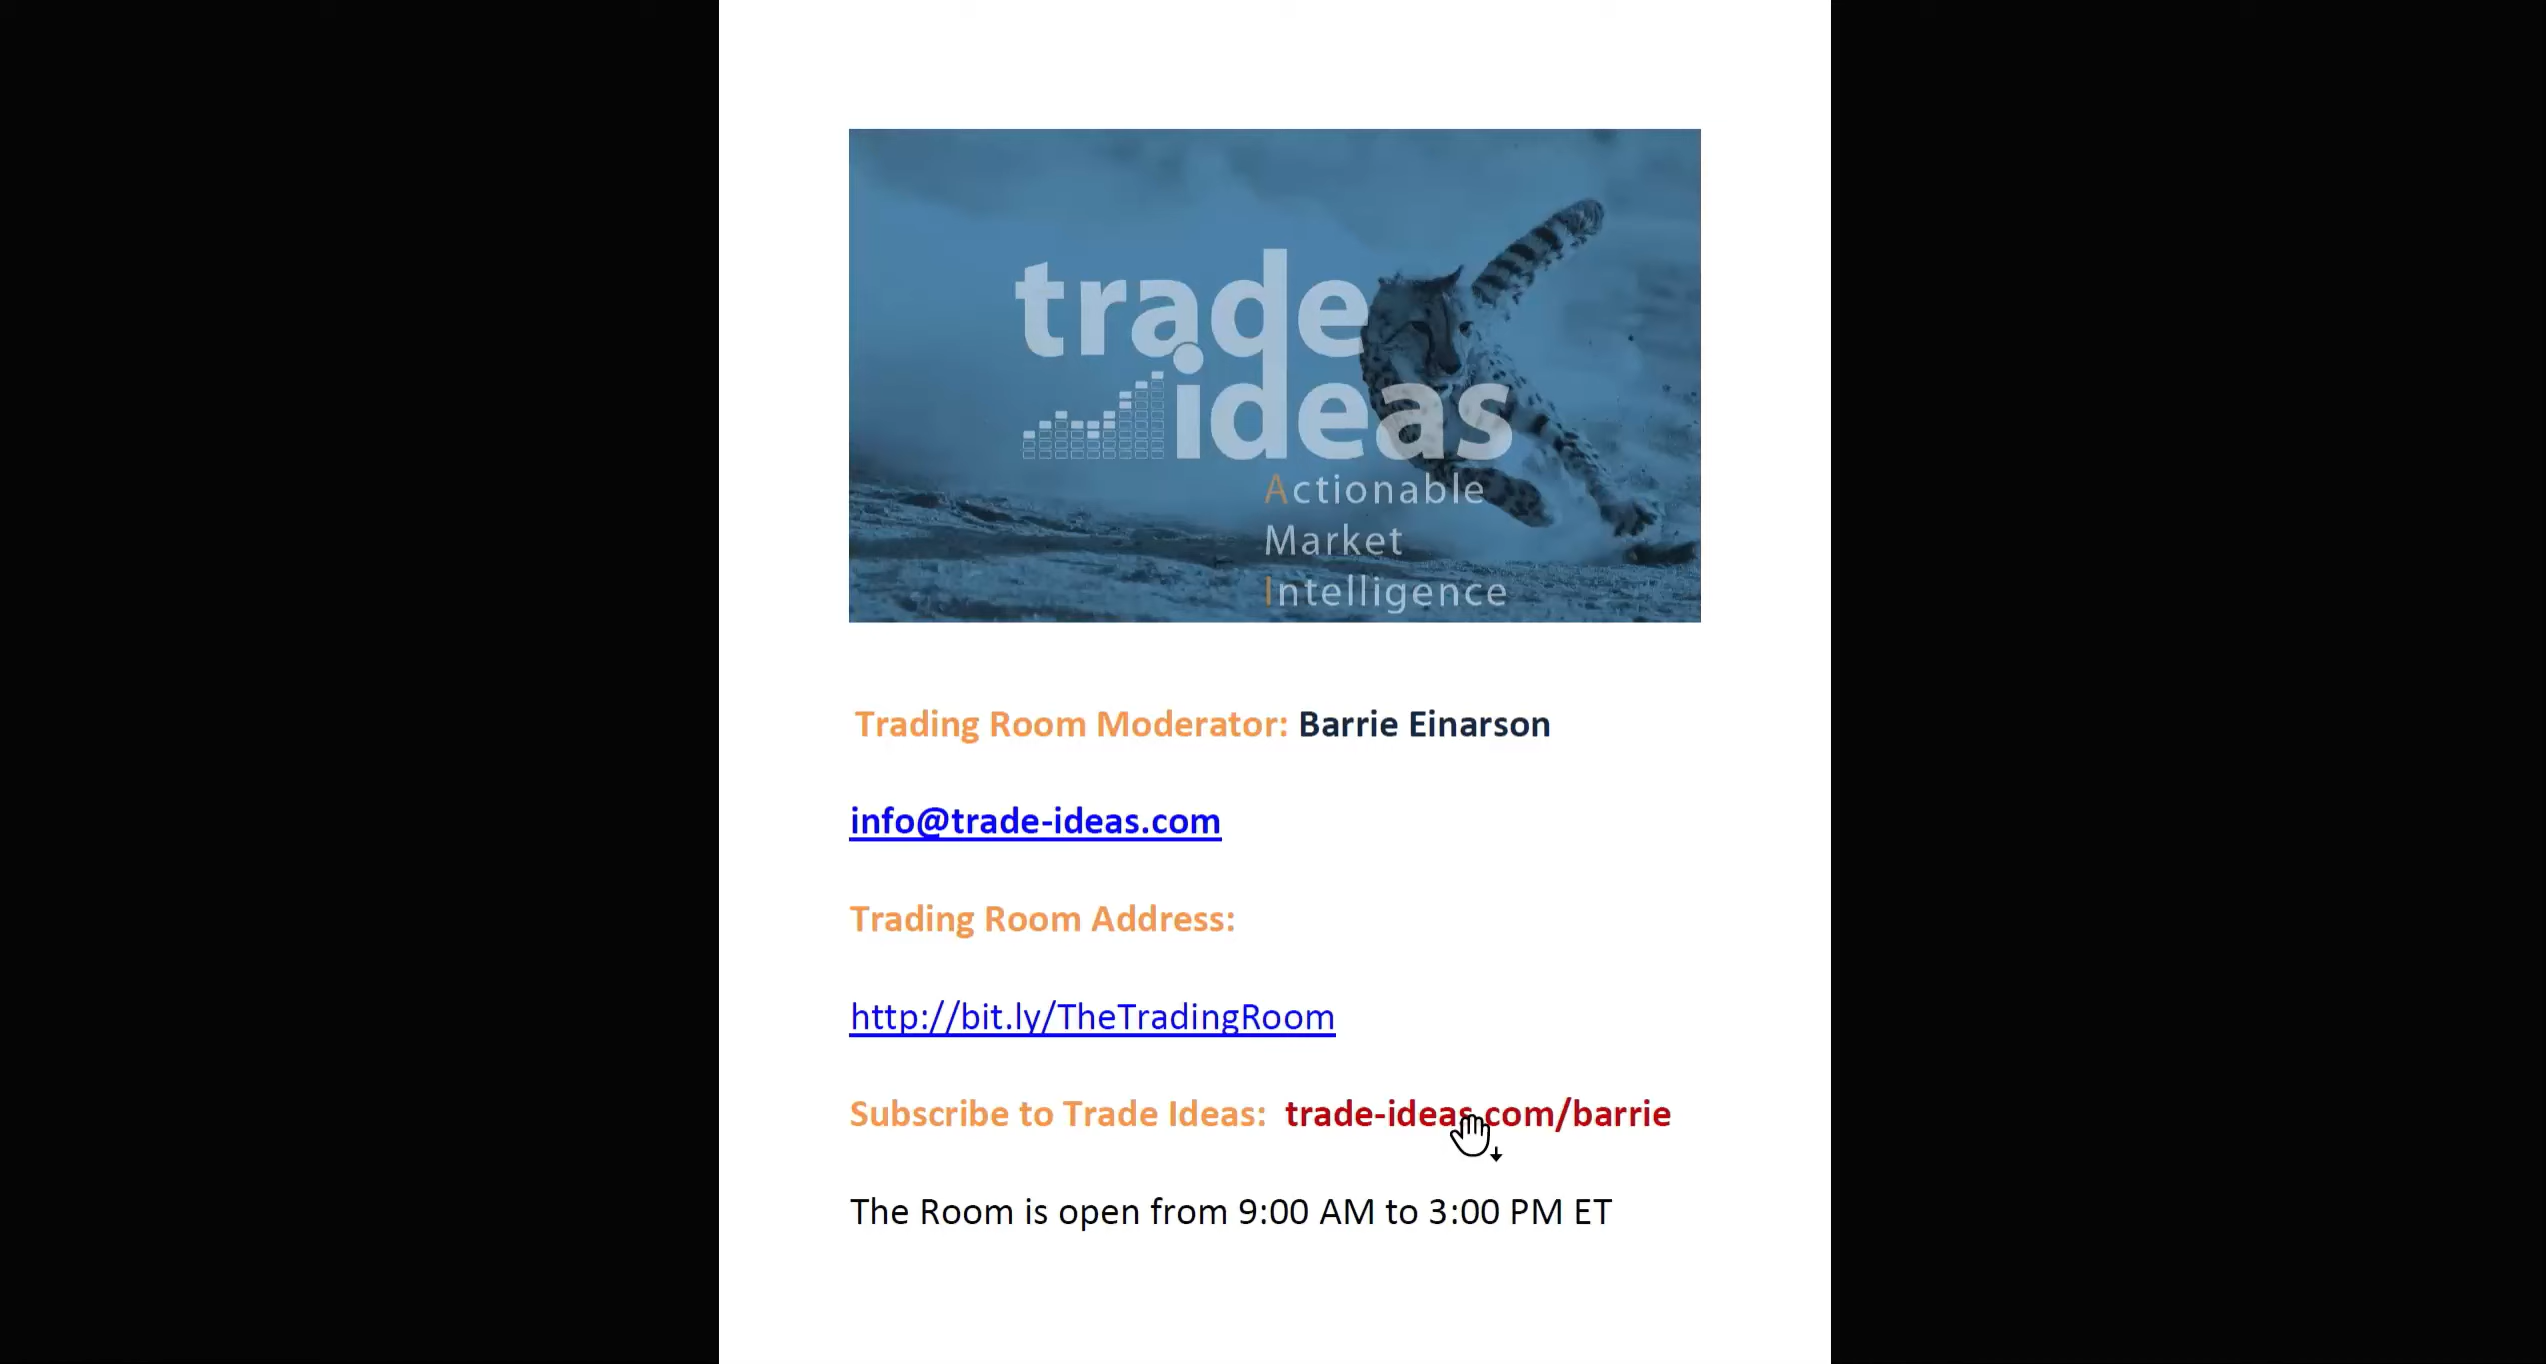 trade
ideas
Actionable
Market
Intelligence
Trading Room Moderator: Barrie Einarson
info@trade-ideas.com
Trading Room Address:
http://bit.ly/TheTradingRoom
Subscribe to Trade Ideas: trade-ideas.com/barrie
The Room is open from 9:00 AM to 3:00 PM ET